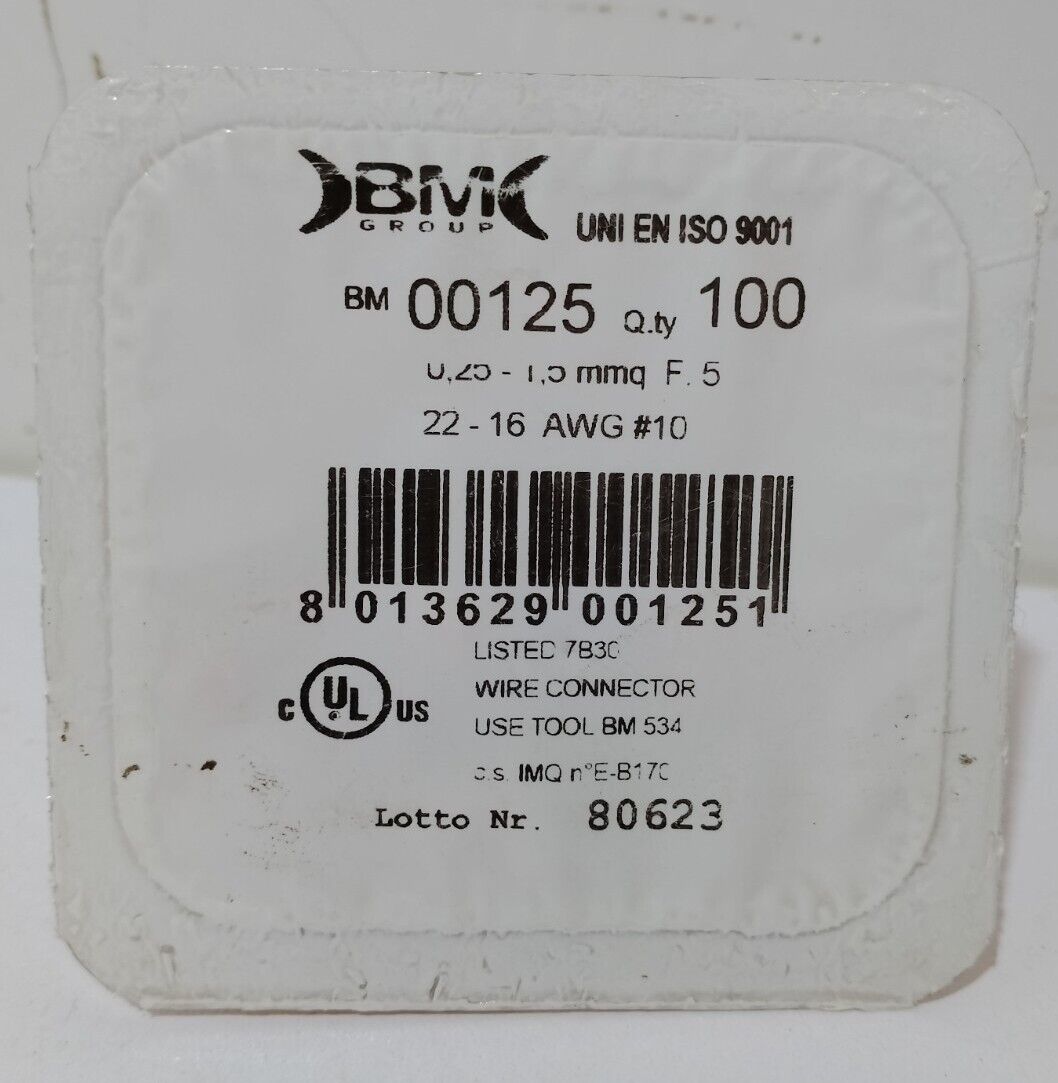 BM
GROUP
UNI EN ISO 9001
BM 00125 Q.ty 100
0,25 - 1,5 mmq F. 5
22 - 16 AWG #10
8 013629 001251
LISTED
WIRE CONNECTOR
USE TOOL BM 534
C UL US
IMQ
Lotto Nr. 80623